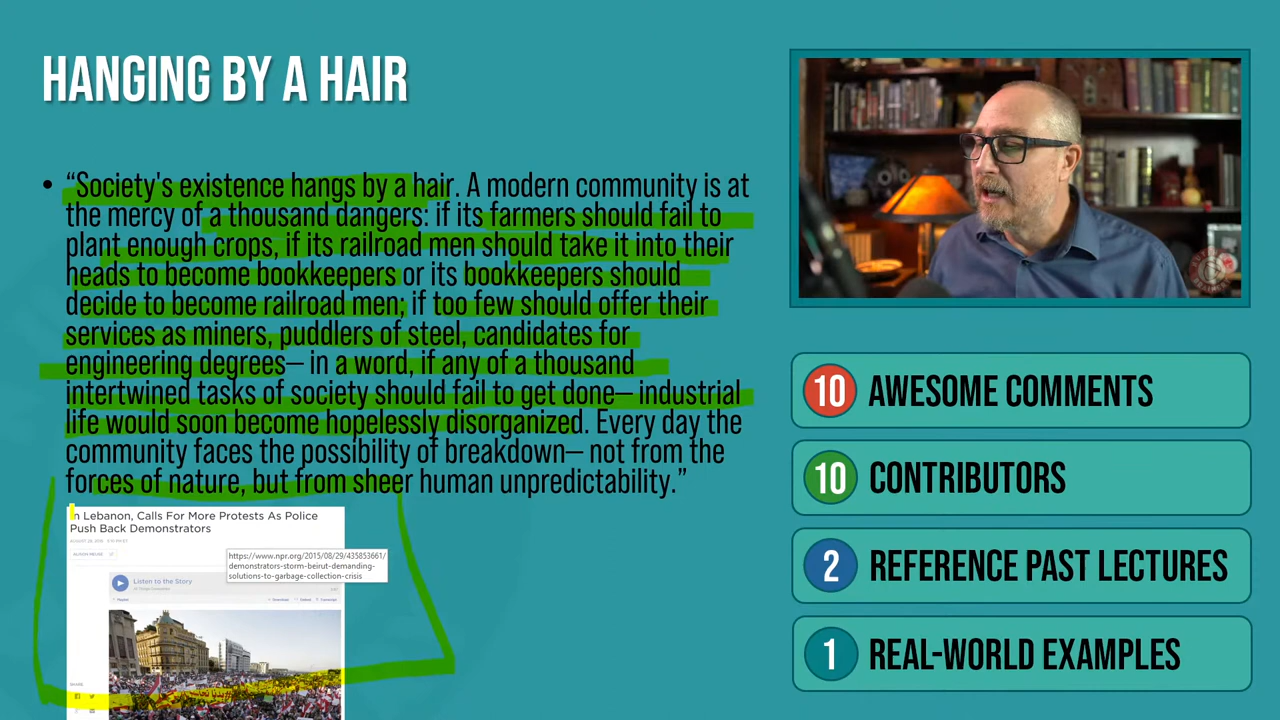 HANGING BY A HAIR
• “Society's existence hangs by a hair. A modern community is at
the mercy of a thousand dangers: if its farmers should fail to
plant enough crops, if its railroad men should take it into their
heads to become bookkeepers or its bookkeepers should
decide to become railroad men; if too few should offer their
services as miners, puddlers of steel, candidates for
engineering degrees— in a word, if any of a thousand
intertwined tasks of society should fail to get done— industrial
life would soon become hopelessly disorganized. Every day the
community faces the possibility of breakdown— not from the
forces of nature, but from sheer human unpredictability.”
In Lebanon, Calls For More Protests As Police
Push Back Demonstrators
https://www.npr.org/2015/08/29/435853661/
demonstrators-storm-beirut-demanding-
solutions-to-garbage-collection-crisis
Listen to the Story
SHARE
10 AWESOME COMMENTS
10 CONTRIBUTORS
2 REFERENCE PAST LECTURES
1 REAL-WORLD EXAMPLES